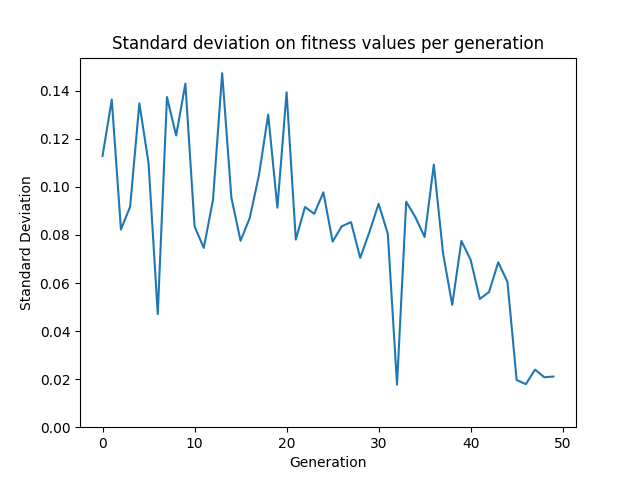 Standard deviation on fitness values per generation
0.14
0.12
0.10
0.08
0.06
0.04
0.02
0.00
Standard Deviation
0 10 20 30 40 50
Generation